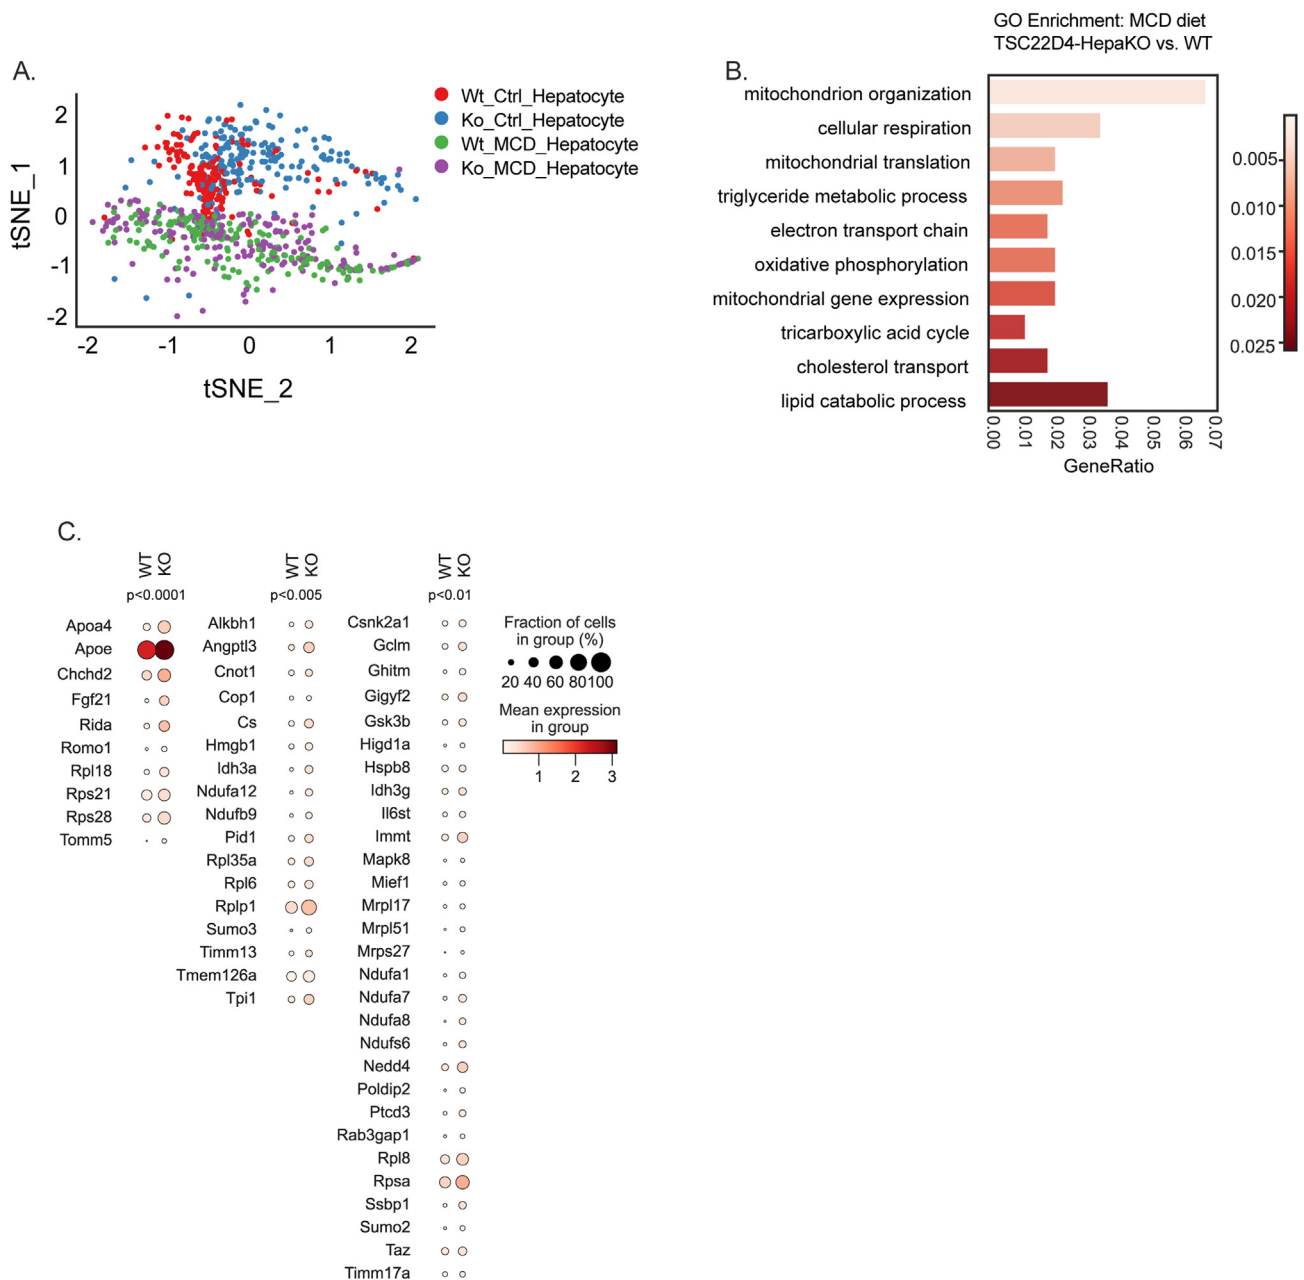 A.
tSNE_1
2
1
0
-1
-2
-2 -1 0 1 2
tSNE_2
Wt_Ctrl_Hepatocyte
Ko_Ctrl_Hepatocyte
Wt_MCD_Hepatocyte
Ko_MCD_Hepatocyte
B.
GO Enrichment: MCD diet
TSC22D4-HepaKO vs. WT
mitochondrion organization
cellular respiration
mitochondrial translation
triglyceride metabolic process
electron transport chain
oxidative phosphorylation
mitochondrial gene expression
tricarboxylic acid cycle
cholesterol transport
lipid catabolic process
0.00 0.01 0.02 0.03 0.04 0.05 0.06 0.07
GeneRatio
0.005
0.010
0.015
0.020
0.025
C.
WT KO
p<0.0001
Apoa4
Apoe
Chchd2
Fgf21
Rida
Romo1
Rpl18
Rps21
Rps28
Tomm5
WT KO
p<0.005
Alkbh1
Angptl3
Cnot1
Cop1
Cs
Hmgb1
Idh3a
Ndufa12
Ndufb9
Pid1
Rpl35a
Rpl6
Rplp1
Sumo3
Timm13
Tmem126a
Tpi1
WT KO
p<0.01
Csnk2a1
Gclm
Ghitm
Gigyf2
Gsk3b
Higd1a
Hspb8
Idh3g
Il6st
Immt
Mapk8
Mief1
Mrpl17
Mrpl51
Mrps27
Ndufa1
Ndufa7
Ndufa8
Ndufs6
Nedd4
Poldip2
Ptcd3
Rab3gap1
Rpl8
Rpsa
Ssbp1
Sumo2
Taz
Timm17a
Fraction of cells
in group (%)
20 40 60 80 100
Mean expression
in group
1 2 3